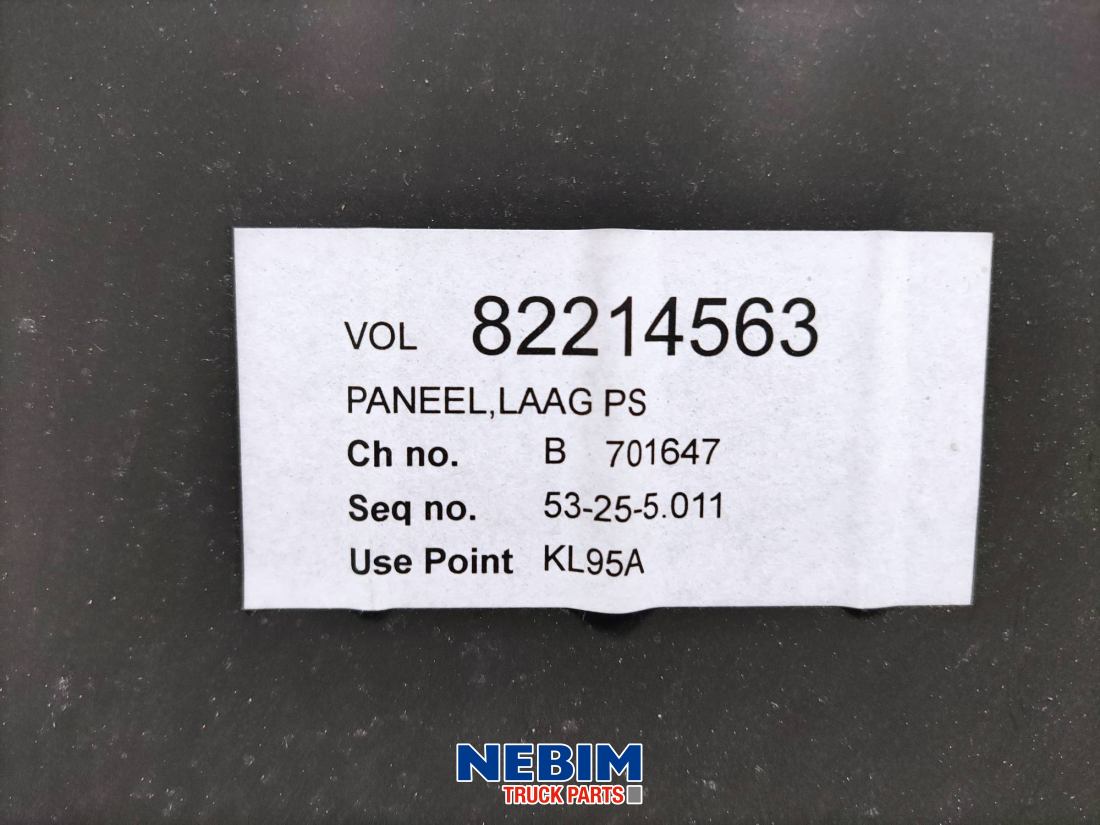 VOL 82214563
PANEEL,LAAG PS
Ch no. B 701647
Seq no. 53-25-5.011
Use Point KL95A
NEBIM
TRUCK PARTS